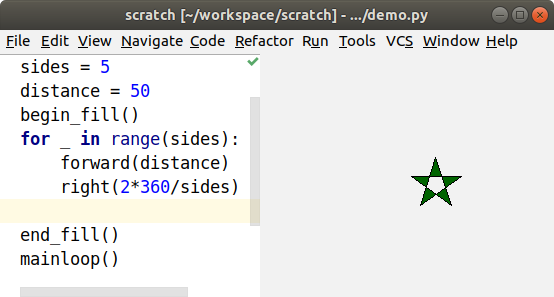 scratch [~/workspace/scratch] - .../demo.py
File Edit View Navigate Code Refactor Run Tools VCS Window Help
sides = 5
distance = 50
begin_fill()
for _ in range(sides):
    forward(distance)
    right(2*360/sides)
end_fill()
mainloop()